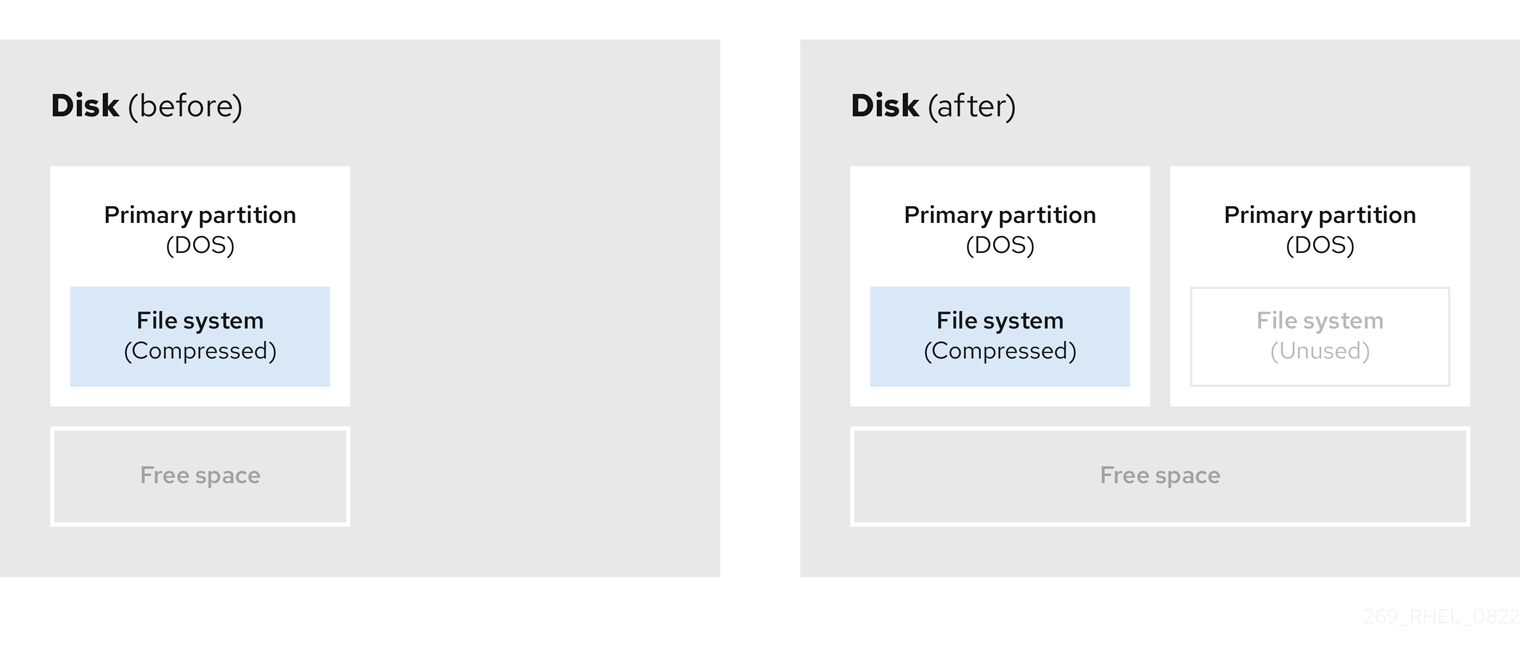 Disk (before)
Primary partition
(DOS)
File system
(Compressed)
Free space
Disk (after)
Primary partition
(DOS)
File system
(Compressed)
Primary partition
(DOS)
File system
(Unused)
Free space
269_RHEL_0822